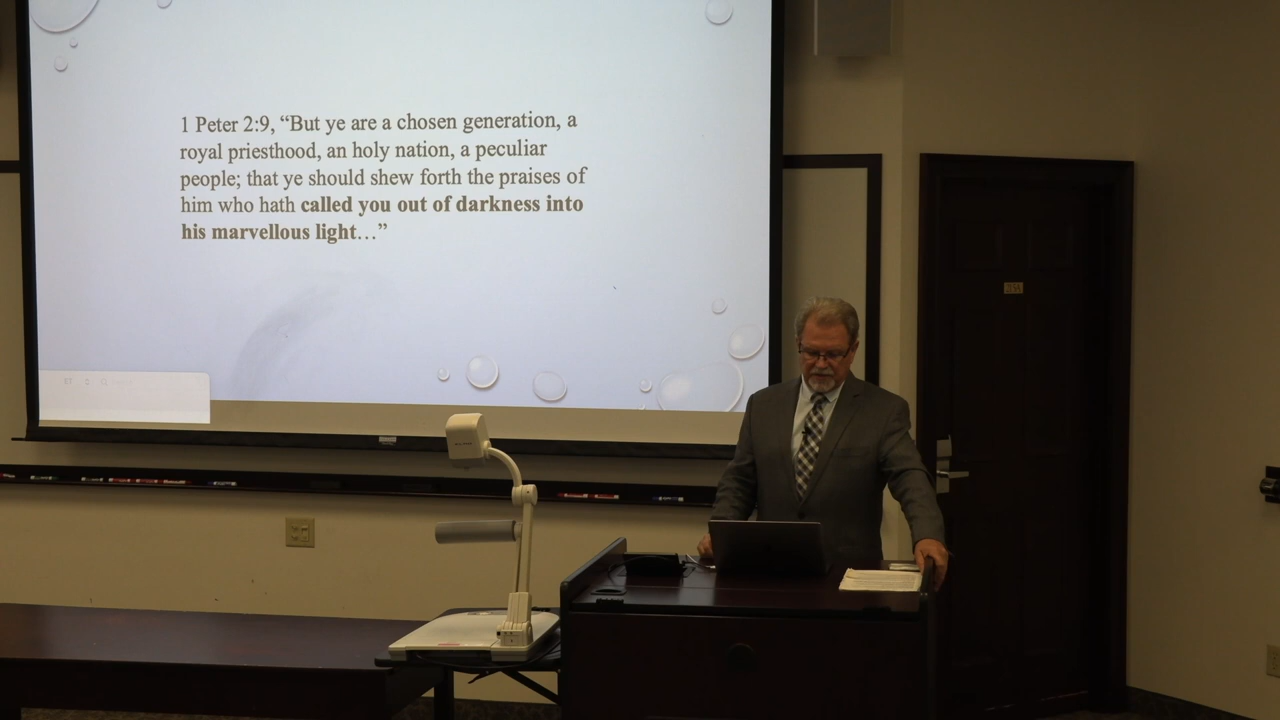 1 Peter 2:9, “But ye are a chosen generation, a
royal priesthood, an holy nation, a peculiar
people; that ye should shew forth the praises of
him who hath called you out of darkness into
his marvellous light…”